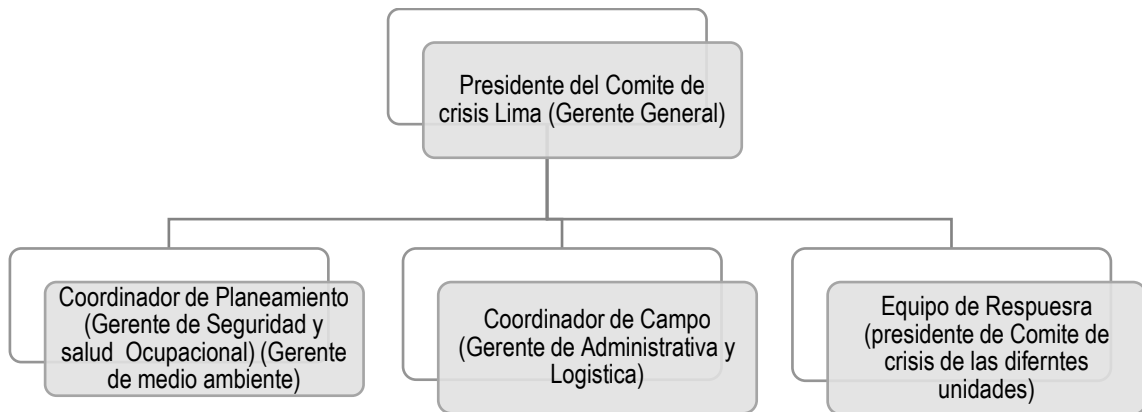 Presidente del Comite de
crisis Lima (Gerente General)
Coordinador de Planeamiento
(Gerente de Seguridad y
salud Ocupacional) (Gerente
de medio ambiente)
Coordinador de Campo
(Gerente de Administrativa y
Logistica)
Equipo de Respuesra
(presidente de Comite de
crisis de las diferntes
unidades)